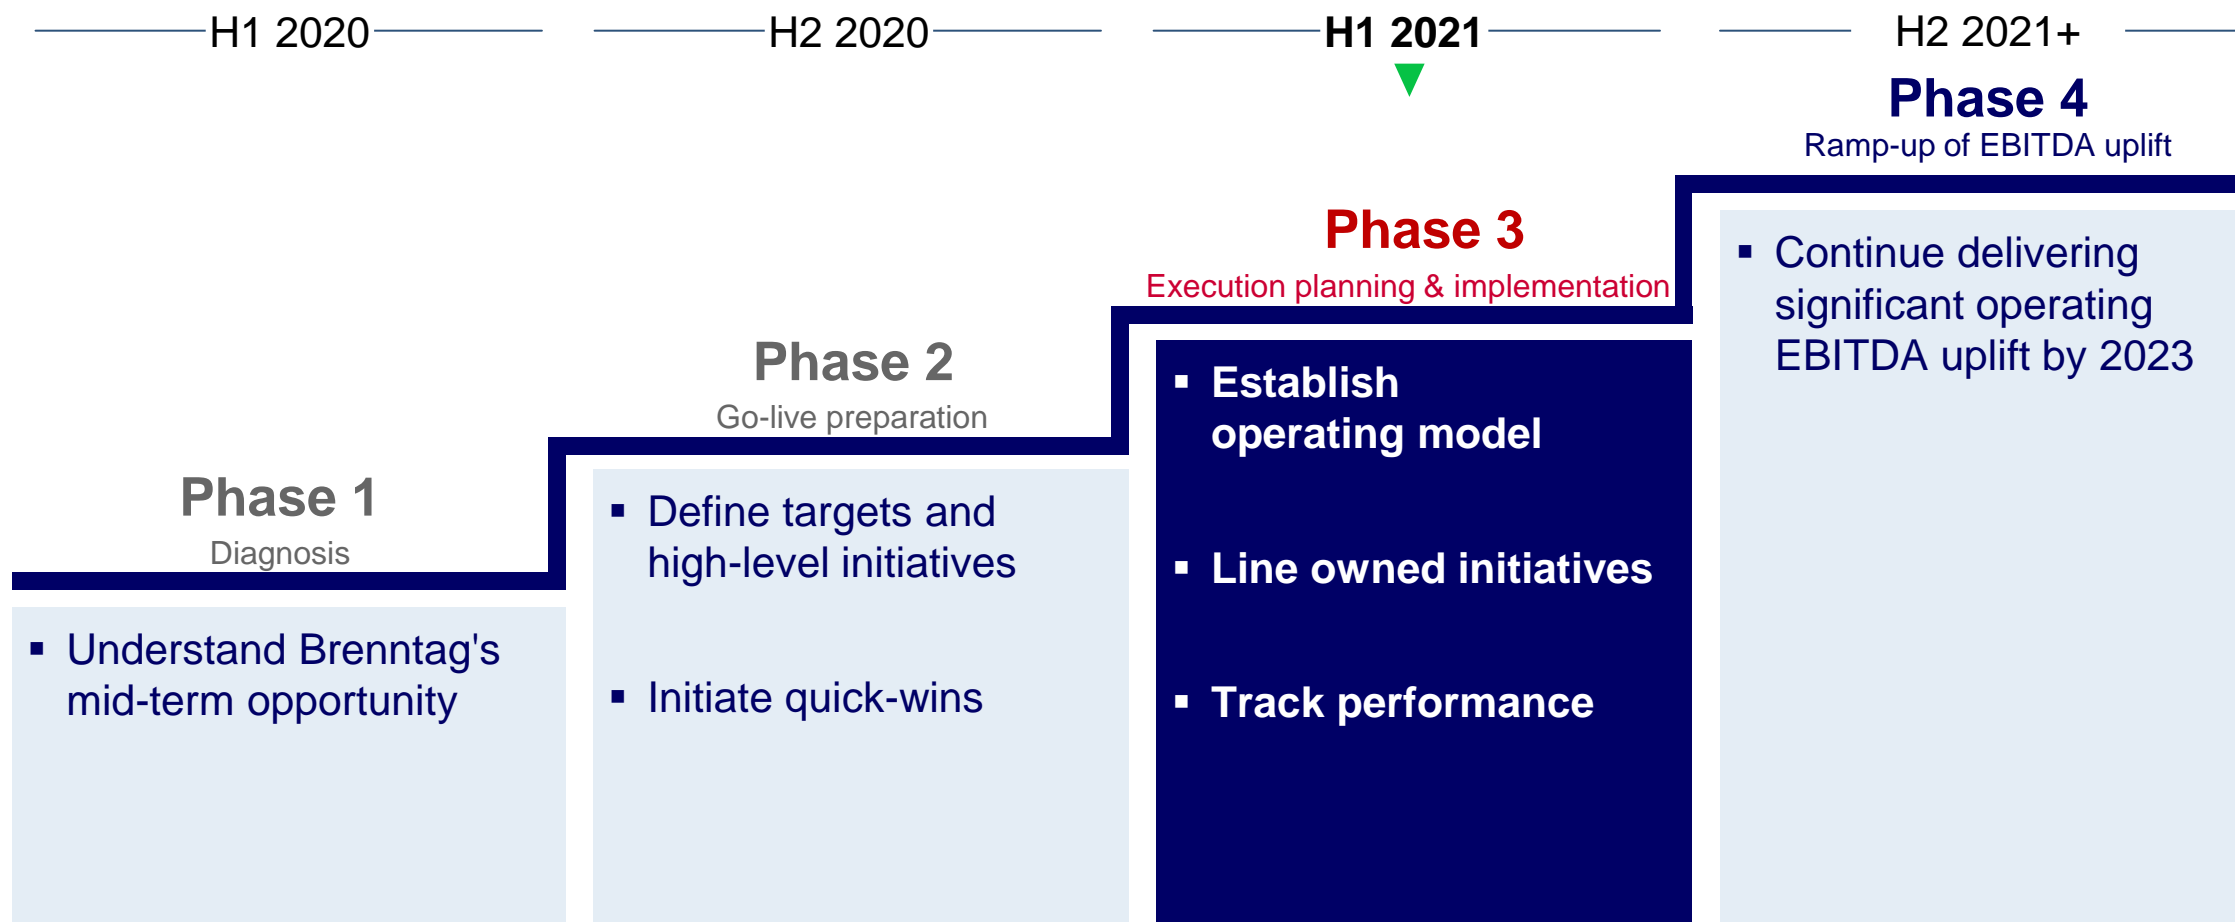 H1 2020
H2 2020
H1 2021
H2 2021+
Phase 4
Ramp-up of EBITDA uplift
Phase 3
Execution planning & implementation
Phase 2
Go-live preparation
Phase 1
Diagnosis
▪ Understand Brenntag's
mid-term opportunity
▪ Define targets and
high-level initiatives
▪ Initiate quick-wins
▪ Establish
operating model
▪ Line owned initiatives
▪ Track performance
▪ Continue delivering
significant operating
EBITDA uplift by 2023